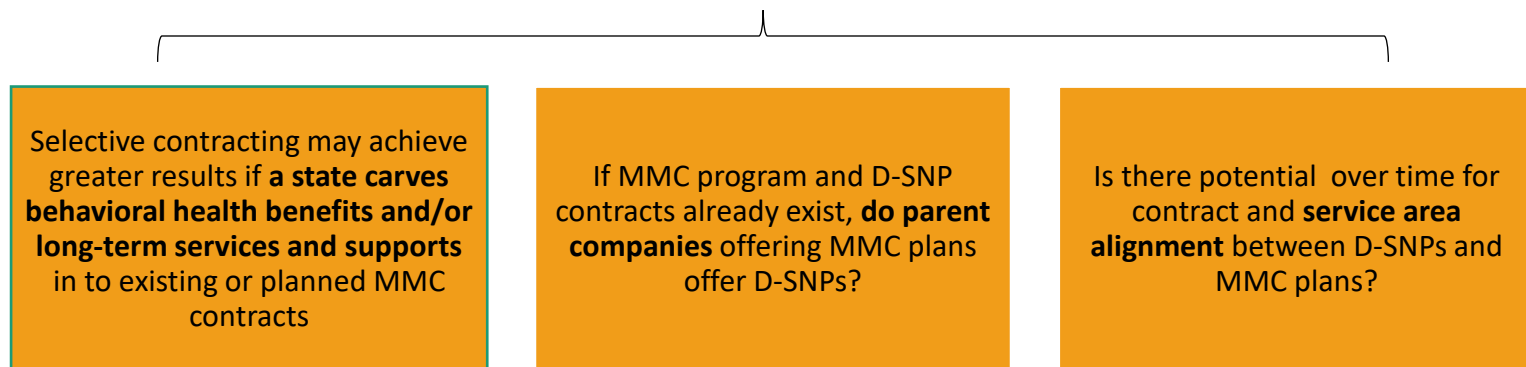 Selective contracting may achieve
greater results if a state carves
behavioral health benefits and/or
long-term services and supports
in to existing or planned MMC
contracts
If MMC program and D-SNP
contracts already exist, do parent
companies offering MMC plans
offer D-SNPs?
Is there potential over time for
contract and service area
alignment between D-SNPs and
MMC plans?